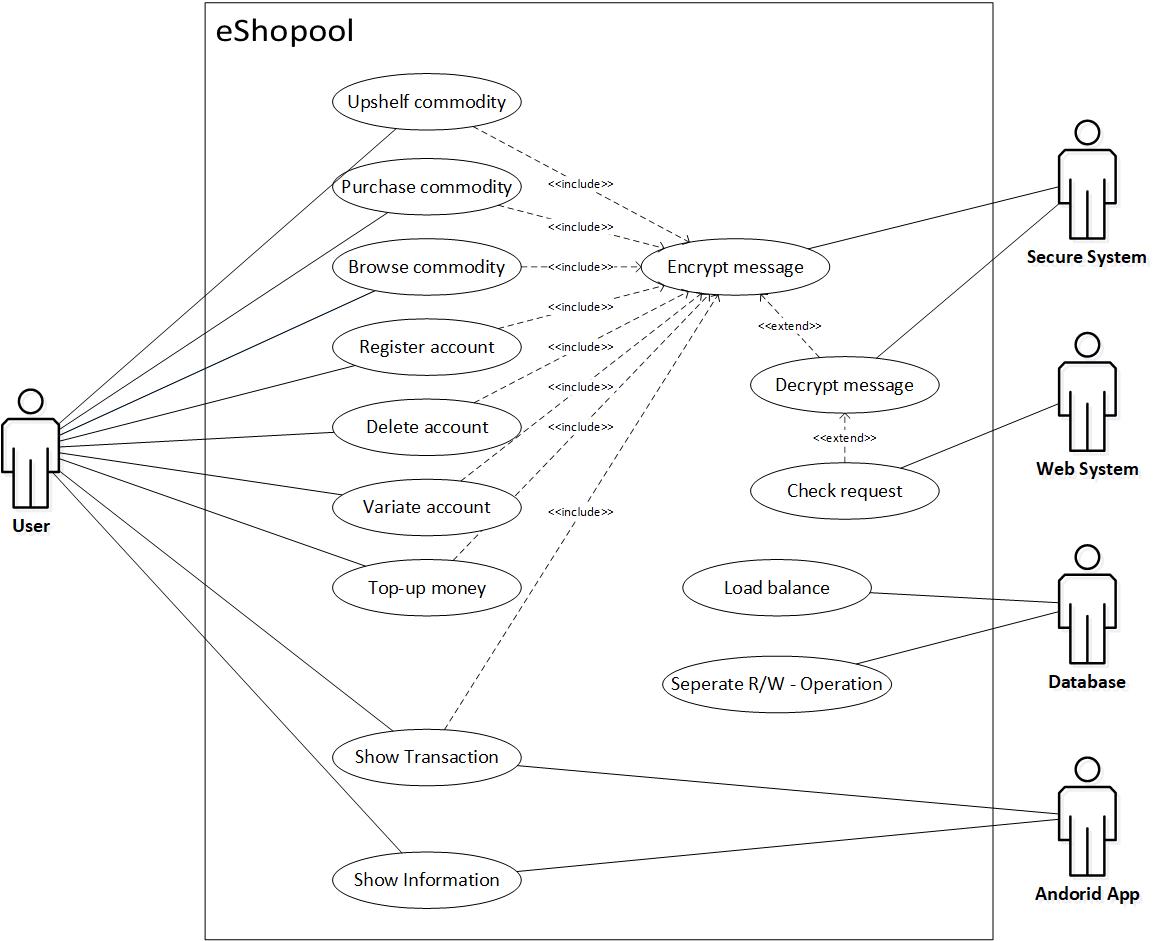 eShopool
Upshelf commodity
Purchase commodity
Browse commodity
Register account
Delete account
Variate account
Top-up money
Show Transaction
Show Information
<<include>>
<<include>>
<<include>>
<<include>>
<<include>>
<<include>>
<<include>>
<<include>>
Encrypt message
<<extend>>
Decrypt message
<<extend>>
Check request
Load balance
Seperate R/W - Operation
User
Secure System
Web System
Database
Andorid App